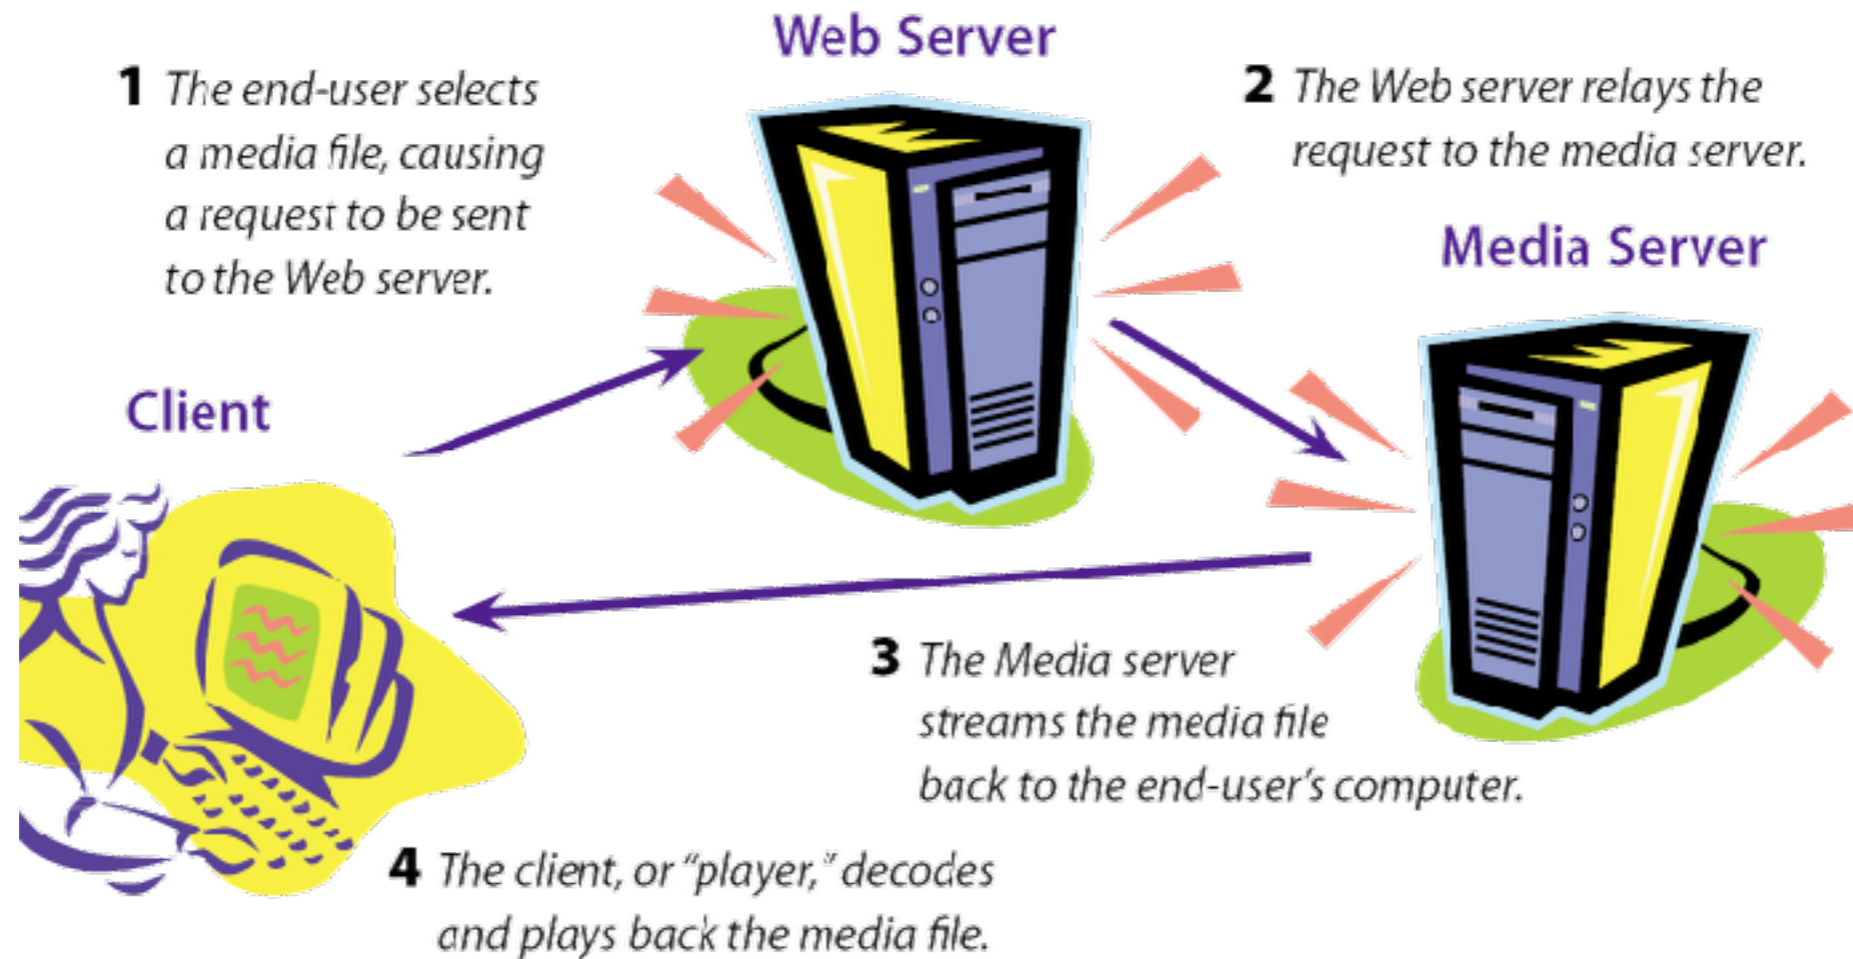 Web Server
1 The end-user selects
a media file, causing
a request to be sent
to the Web server.
2 The Web server relays the
request to the media server.
Media Server
Client
3 The Media server
streams the media file
back to the end-user's computer.
4 The client, or “player,” decodes
and plays back the media file.